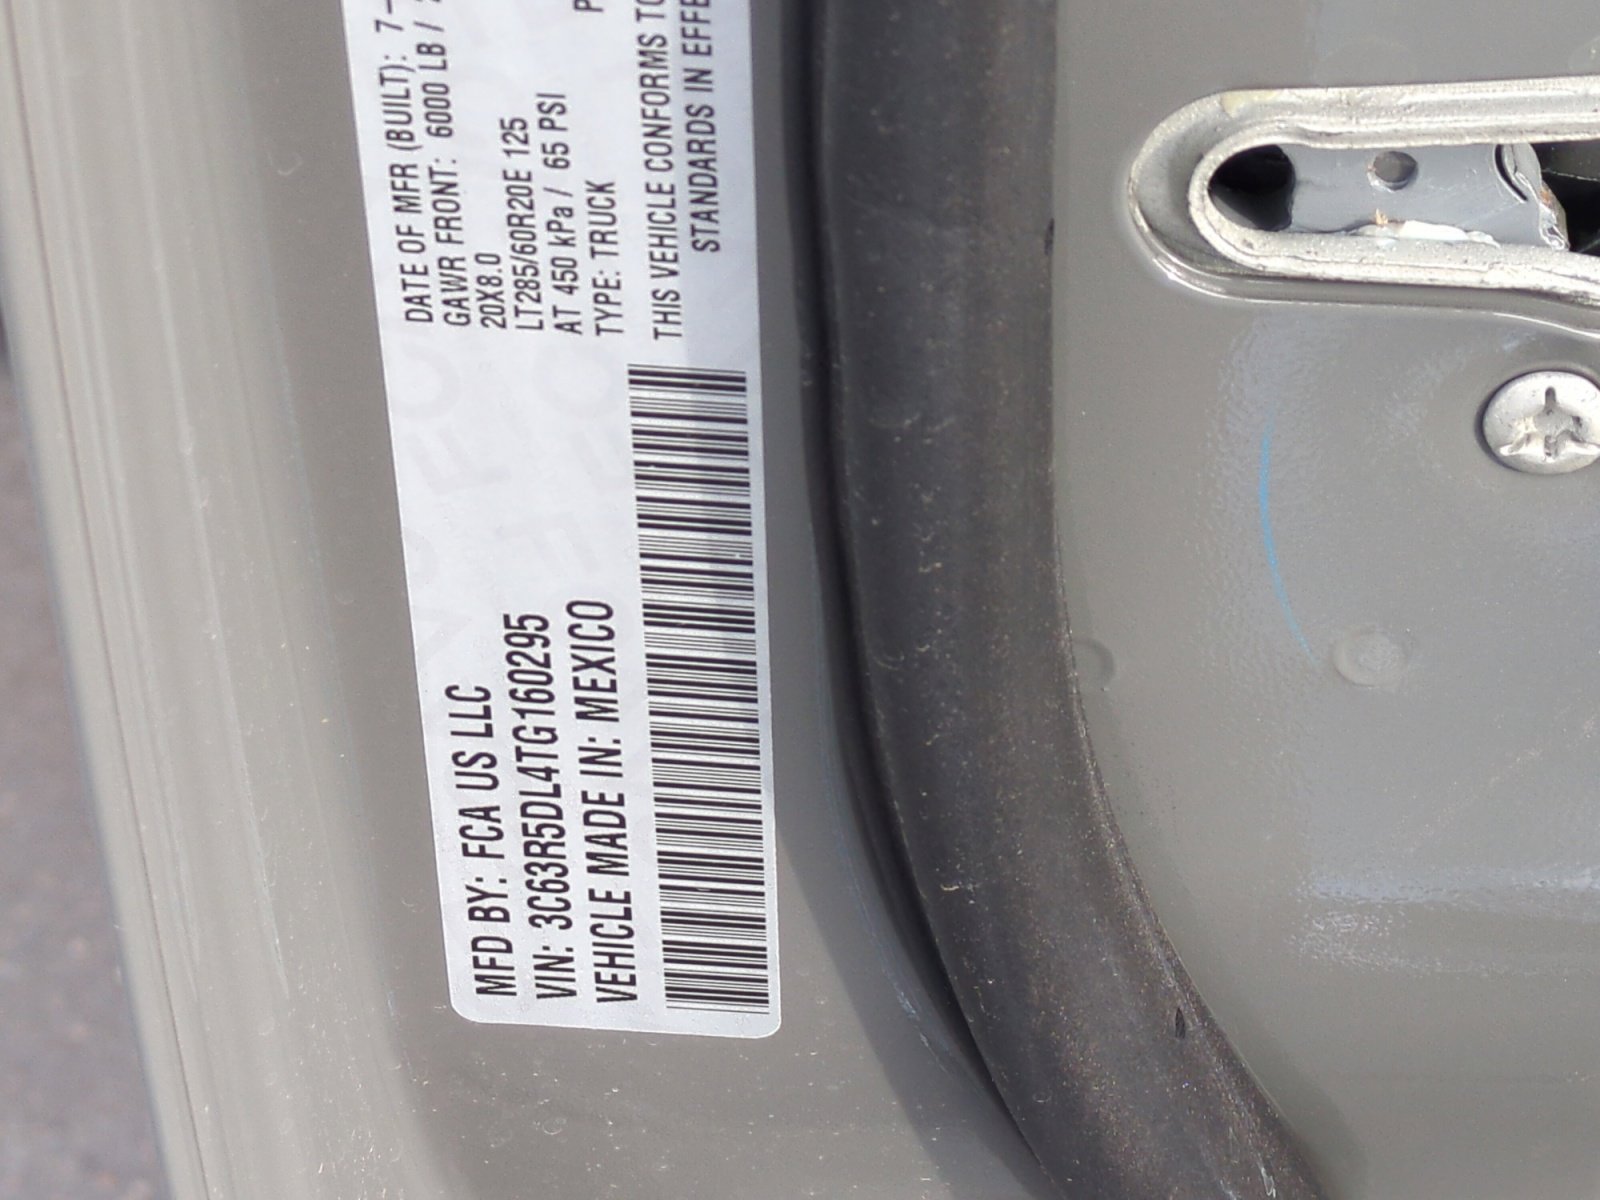 MFD BY: FCA US LLC
VIN: 3C63R5DL4TG160295
VEHICLE MADE IN: MEXICO
DATE OF MFR (BUILT): 7-
GAWR FRONT: 6000 LB /
20X8.0
LT285/60R20E 125
AT 450 kPa / 65 PSI
TYPE: TRUCK
THIS VEHICLE CONFORMS TO
STANDARDS IN EFFE